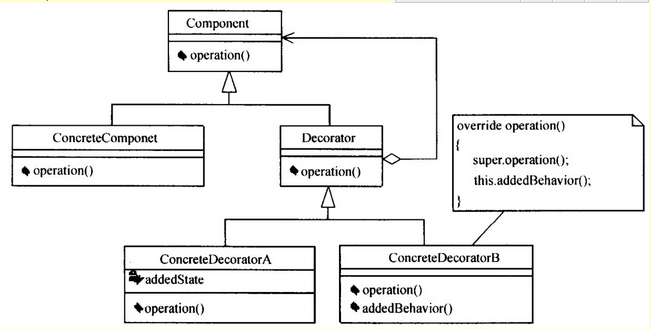 Component
operation()
ConcreteComponet
operation()
Decorator
operation()
override operation()
{
super.operation();
this.addedBehavior();
}
ConcreteDecoratorA
addedState
operation()
ConcreteDecoratorB
operation()
addedBehavior()